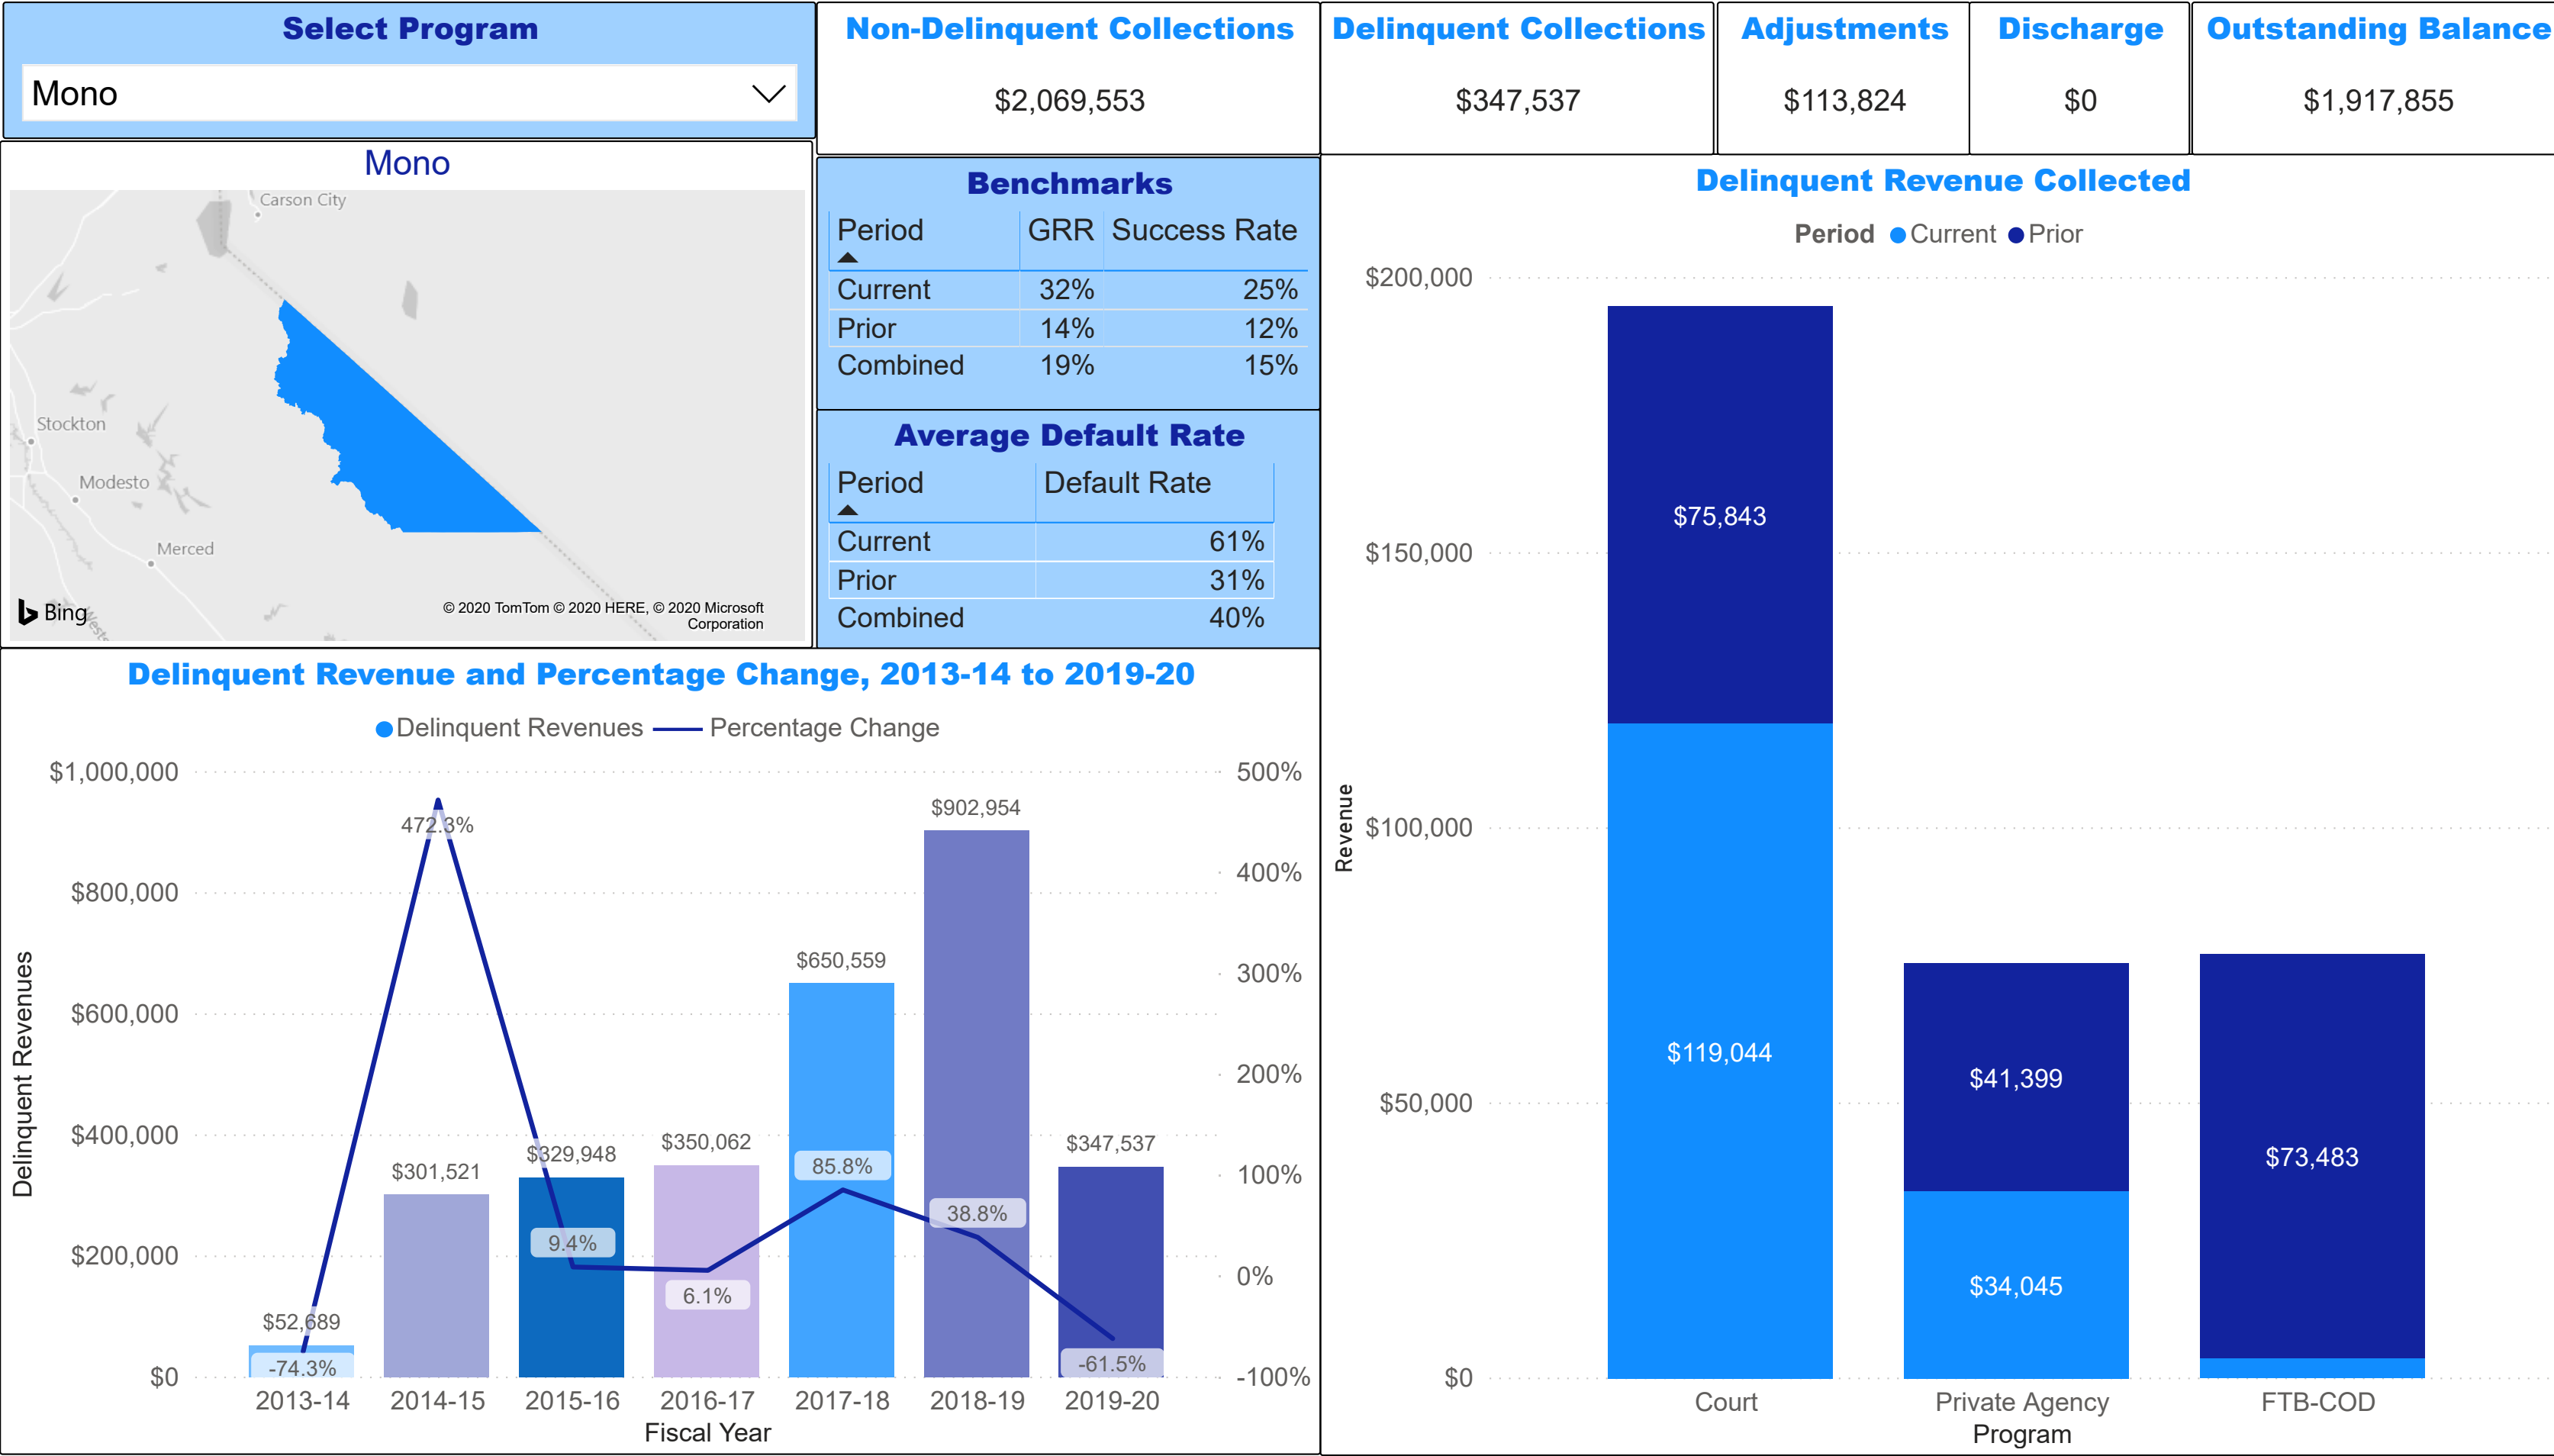 Select Program
Mono
Non-Delinquent Collections
$2,069,553
Delinquent Collections
$347,537
Adjustments
$113,824
Discharge
$0
Outstanding Balance
$1,917,855
Mono
Carson City
Stockton
Modesto
Merced
Bing
© 2020 TomTom © 2020 HERE, © 2020 Microsoft
Corporation
Benchmarks
Period GRR Success Rate
Current 32% 25%
Prior 14% 12%
Combined 19% 15%
Average Default Rate
Period Default Rate
Current 61%
Prior 31%
Combined 40%
Delinquent Revenue and Percentage Change, 2013-14 to 2019-20
Delinquent Revenues Percentage Change
Delinquent Revenues
$1,000,000
$800,000
$600,000
$400,000
$200,000
$0
500%
400%
300%
200%
100%
0%
-100%
$52,689
$301,521
$329,948
$350,062
$650,559
$902,954
$347,537
-74.3%
472.3%
9.4%
6.1%
85.8%
38.8%
-61.5%
2013-14 2014-15 2015-16 2016-17 2017-18 2018-19 2019-20
Fiscal Year
Delinquent Revenue Collected
Period Current Prior
Revenue
$200,000
$150,000
$100,000
$50,000
$0
$75,843
$119,044
$41,399
$34,045
$73,483
Court Private Agency FTB-COD
Program